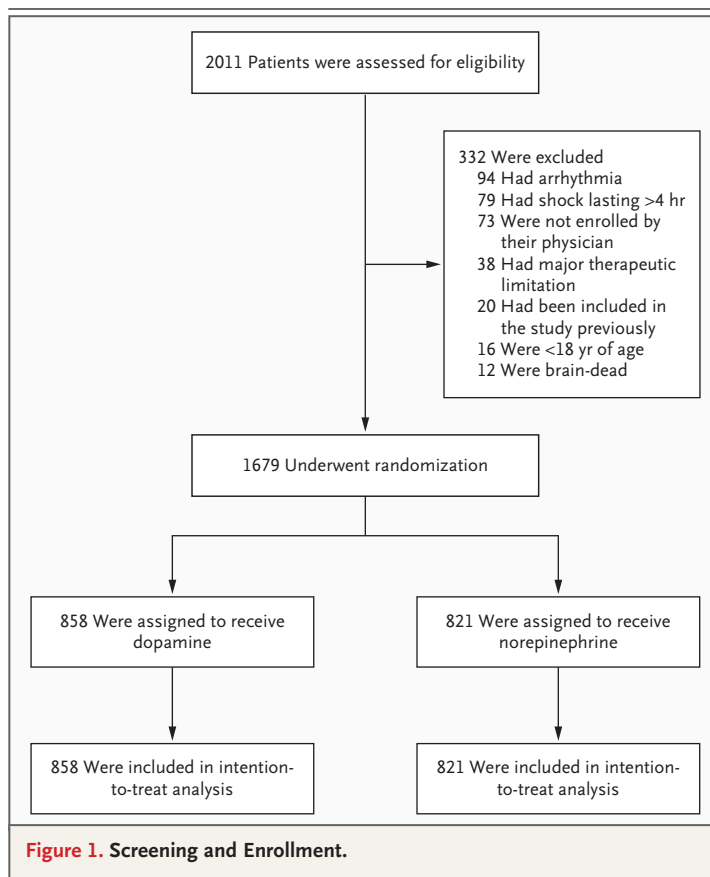 2011 Patients were assessed for eligibility
332 Were excluded
94 Had arrhythmia
79 Had shock lasting >4 hr
73 Were not enrolled by
their physician
38 Had major therapeutic
limitation
20 Had been included in
the study previously
16 Were <18 yr of age
12 Were brain-dead
1679 Underwent randomization
858 Were assigned to receive
dopamine
821 Were assigned to receive
norepinephrine
858 Were included in intention-
to-treat analysis
821 Were included in intention-
to-treat analysis
Figure 1. Screening and Enrollment.